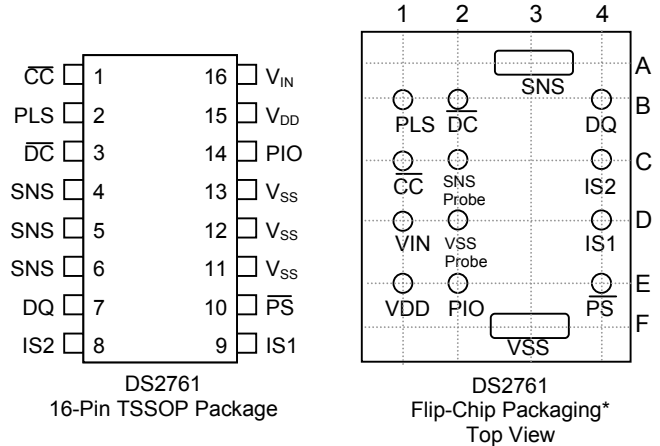 1 2 3 4
CC 1 16 VIN
PLS 2 15 VDD
DC 3 14 PIO
SNS 4 13 VSS
SNS 5 12 VSS
SNS 6 11 VSS
DQ 7 10 PS
IS2 8 9 IS1
DS2761
16-Pin TSSOP Package
A
SNS
B
PLS DC DQ
C
CC SNS Probe IS2
D
VIN VSS Probe IS1
E
VDD PIO PS
F
VSS
DS2761
Flip-Chip Packaging*
Top View